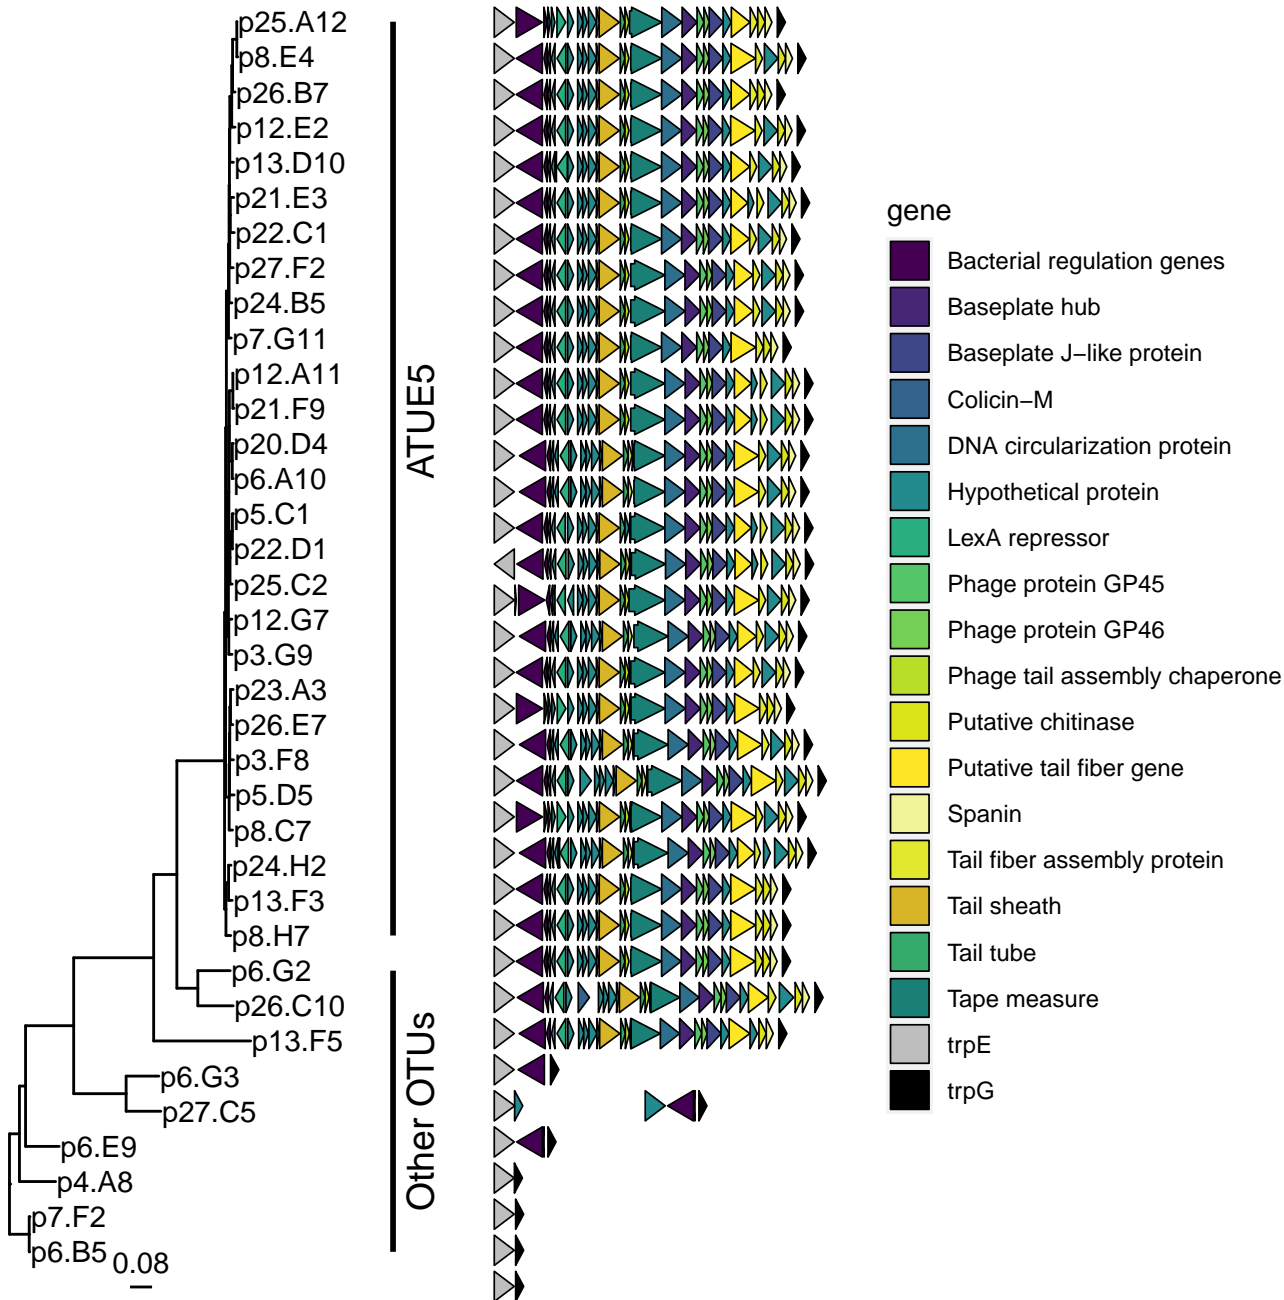 p25.A12
p8.E4
p26.B7
p12.E2
p13.D10
p21.E3
p22.C1
p27.F2
p24.B5
p7.G11
p12.A11
p21.F9
p20.D4
p6.A10
p5.C1
p22.D1
p25.C2
p12.G7
p3.G9
p23.A3
p26.E7
p3.F8
p5.D5
p8.C7
p24.H2
p13.F3
p8.H7
p6.G2
p26.C10
p13.F5
p6.G3
p27.C5
p6.E9
p4.A8
p7.F2
p6.B5
0.08
ATUE5
Other OTUs
gene
Bacterial regulation genes
Baseplate hub
Baseplate J−like protein
Colicin−M
DNA circularization protein
Hypothetical protein
LexA repressor
Phage protein GP45
Phage protein GP46
Phage tail assembly chaperone
Putative chitinase
Putative tail fiber gene
Spanin
Tail fiber assembly protein
Tail sheath
Tail tube
Tape measure
trpE
trpG